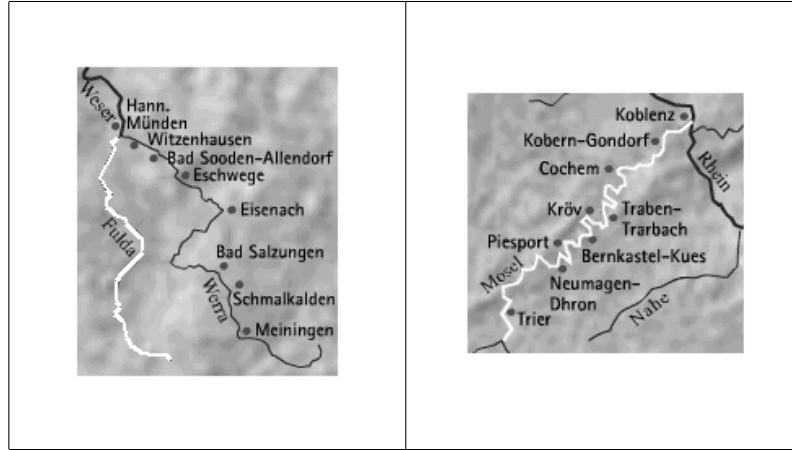 Weser
Hann.
Münden
Witzenhausen
Bad Sooden-Allendorf
Eschwege
Eisenach
Fulda
Bad Salzungen
Werra
Schmalkalden
Meiningen
Koblenz
Kobern-Gondorf
Cochem
Rhein
Kröv
Traben-
Trarbach
Piesport
Bernkastel-Kues
Mosel
Neumagen-
Dhron
Nahe
Trier